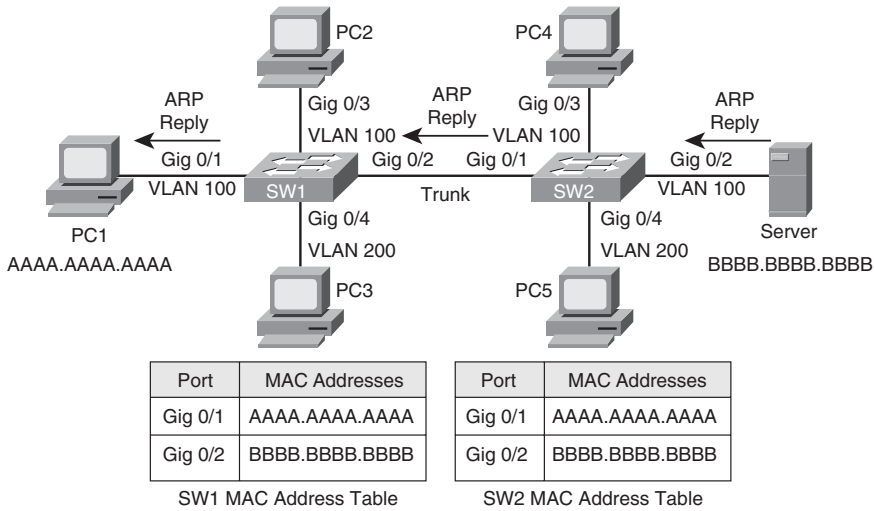 PC2
PC4
ARP
Reply
Gig 0/3
VLAN 100
ARP
Reply
Gig 0/3
VLAN 100
ARP
Reply
Gig 0/1
VLAN 100
SW1
Gig 0/2
Gig 0/1
Trunk
SW2
Gig 0/2
VLAN 100
PC1
AAAA.AAAA.AAAA
Gig 0/4
VLAN 200
Gig 0/4
VLAN 200
Server
BBBB.BBBB.BBBB
PC3
PC5
Port MAC Addresses
Gig 0/1 AAAA.AAAA.AAAA
Gig 0/2 BBBB.BBBB.BBBB
SW1 MAC Address Table
Port MAC Addresses
Gig 0/1 AAAA.AAAA.AAAA
Gig 0/2 BBBB.BBBB.BBBB
SW2 MAC Address Table